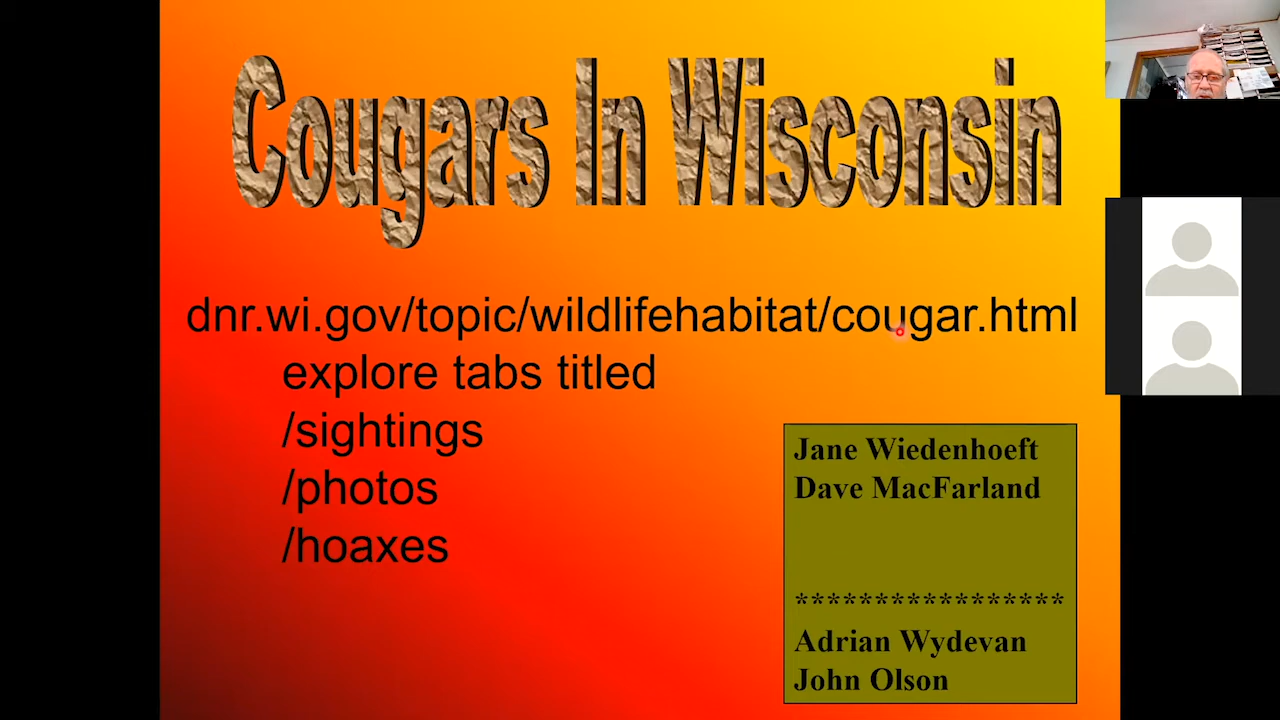 Cougars In Wisconsin
dnr.wi.gov/topic/wildlifehabitat/cougar.html
explore tabs titled
/sightings
/photos
/hoaxes
Jane Wiedenhoeft
Dave MacFarland
*****************
Adrian Wydevan
John Olson